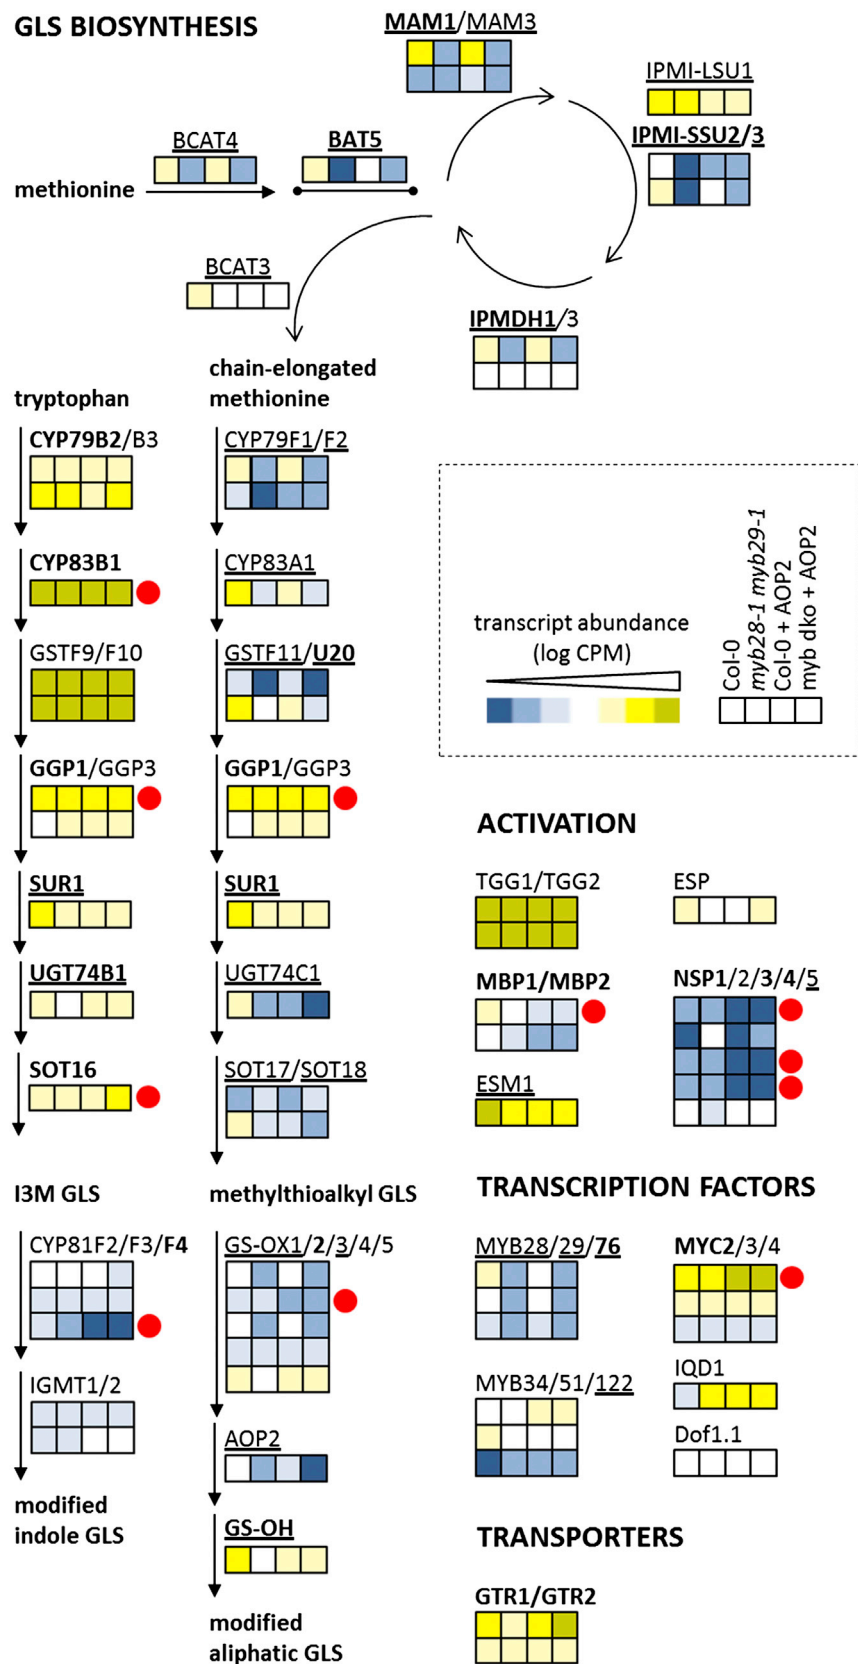 GLS BIOSYNTHESIS
MAM1/MAM3
IPMI-LSU1
IPMI-SSU2/3
BCAT4
BAT5
methionine
BCAT3
IPMDH1/3
chain-elongated
methionine
tryptophan
CYP79B2/B3
CYP79F1/F2
CYP83B1
CYP83A1
GSTF9/F10
GSTF11/U20
GGP1/GGP3
GGP1/GGP3
SUR1
SUR1
UGT74B1
UGT74C1
SOT16
SOT17/SOT18
I3M GLS
methylthioalkyl GLS
CYP81F2/F3/F4
GS-OX1/2/3/4/5
IGMT1/2
AOP2
modified
indole GLS
GS-OH
modified
aliphatic GLS
transcript abundance
(log CPM)
Col-0
myb28-1 myb29-1
Col-0 + AOP2
myb dko + AOP2
ACTIVATION
TGG1/TGG2
ESP
MBP1/MBP2
NSP1/2/3/4/5
ESM1
TRANSCRIPTION FACTORS
MYB28/29/76
MYC2/3/4
MYB34/51/122
IQD1
Dof1.1
TRANSPORTERS
GTR1/GTR2